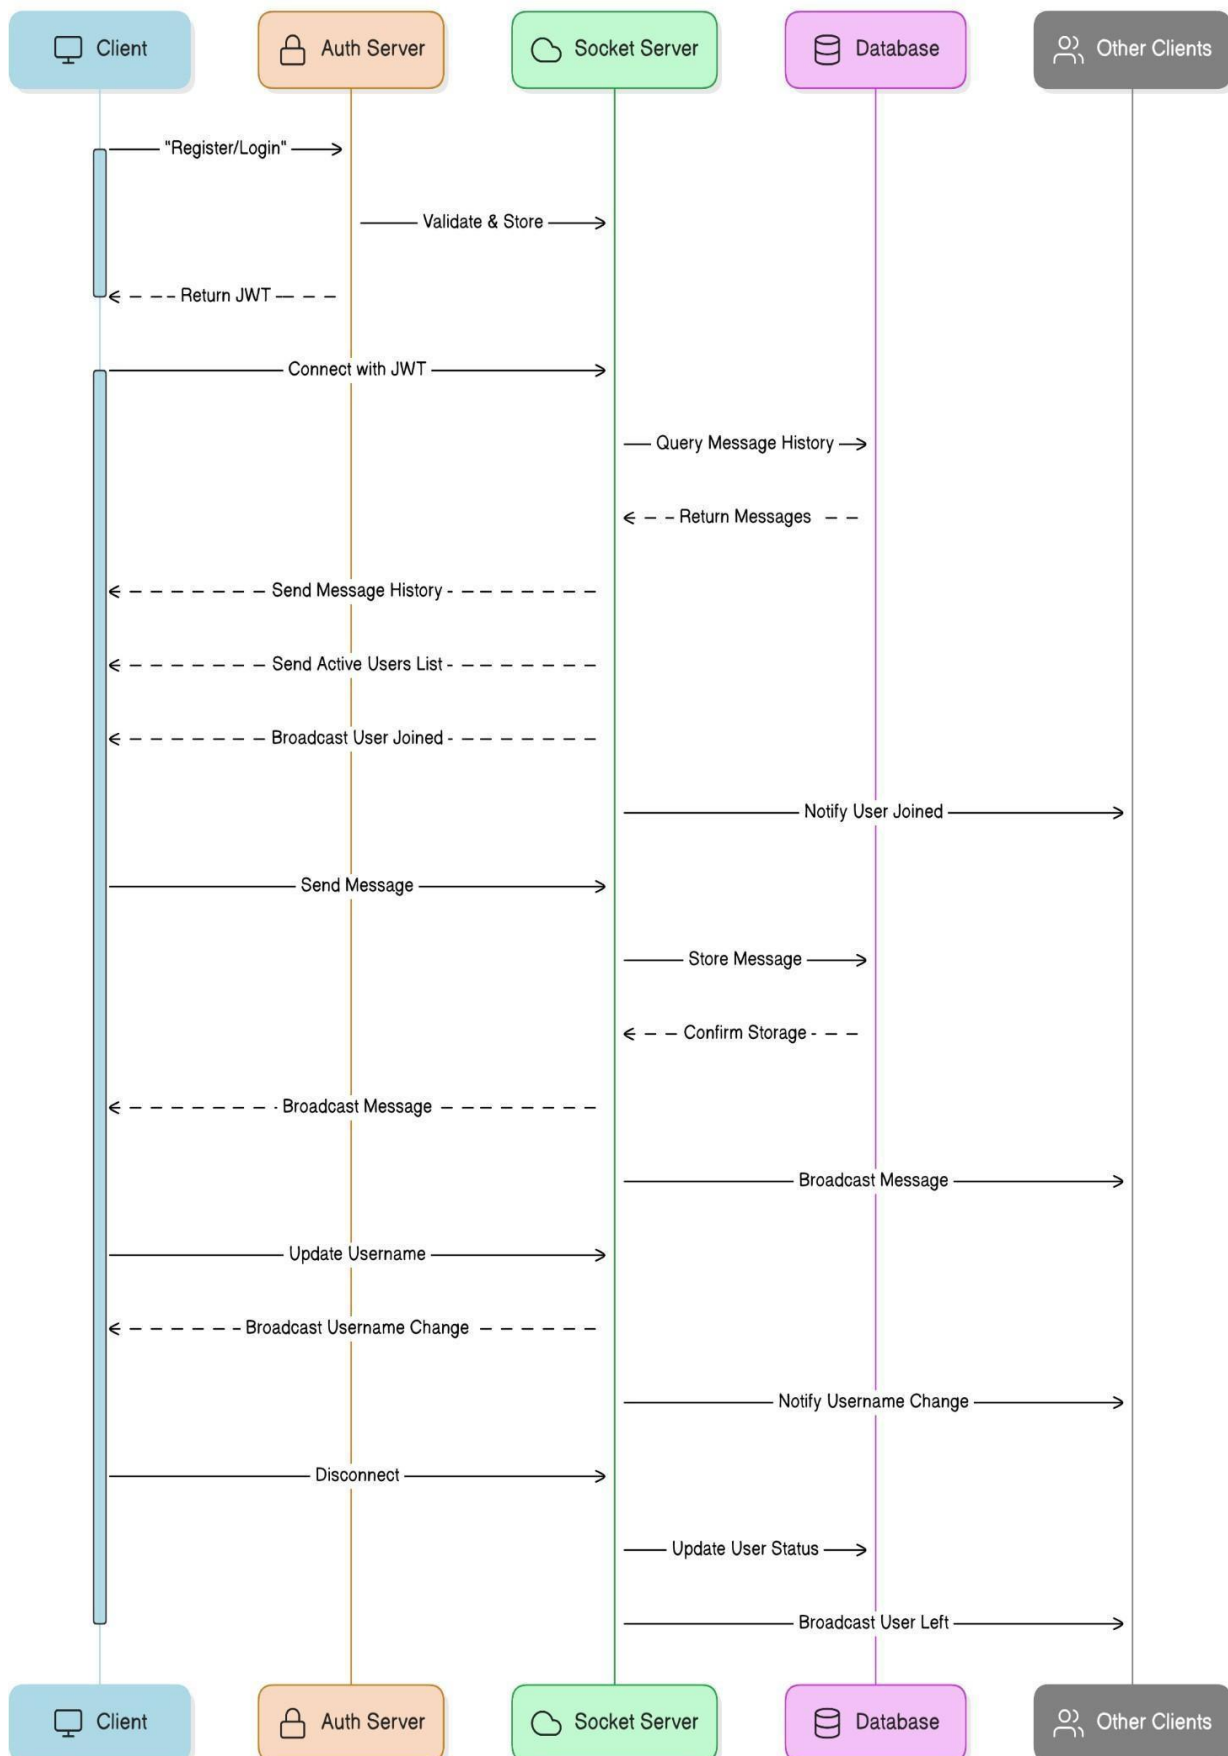 Client
Auth Server
Socket Server
Database
Other Clients
"Register/Login"
Validate & Store
Return JWT
Connect with JWT
Query Message History
Return Messages
Send Message History
Send Active Users List
Broadcast User Joined
Notify User Joined
Send Message
Store Message
Confirm Storage
Broadcast Message
Broadcast Message
Update Username
Broadcast Username Change
Notify Username Change
Disconnect
Update User Status
Broadcast User Left
Client
Auth Server
Socket Server
Database
Other Clients